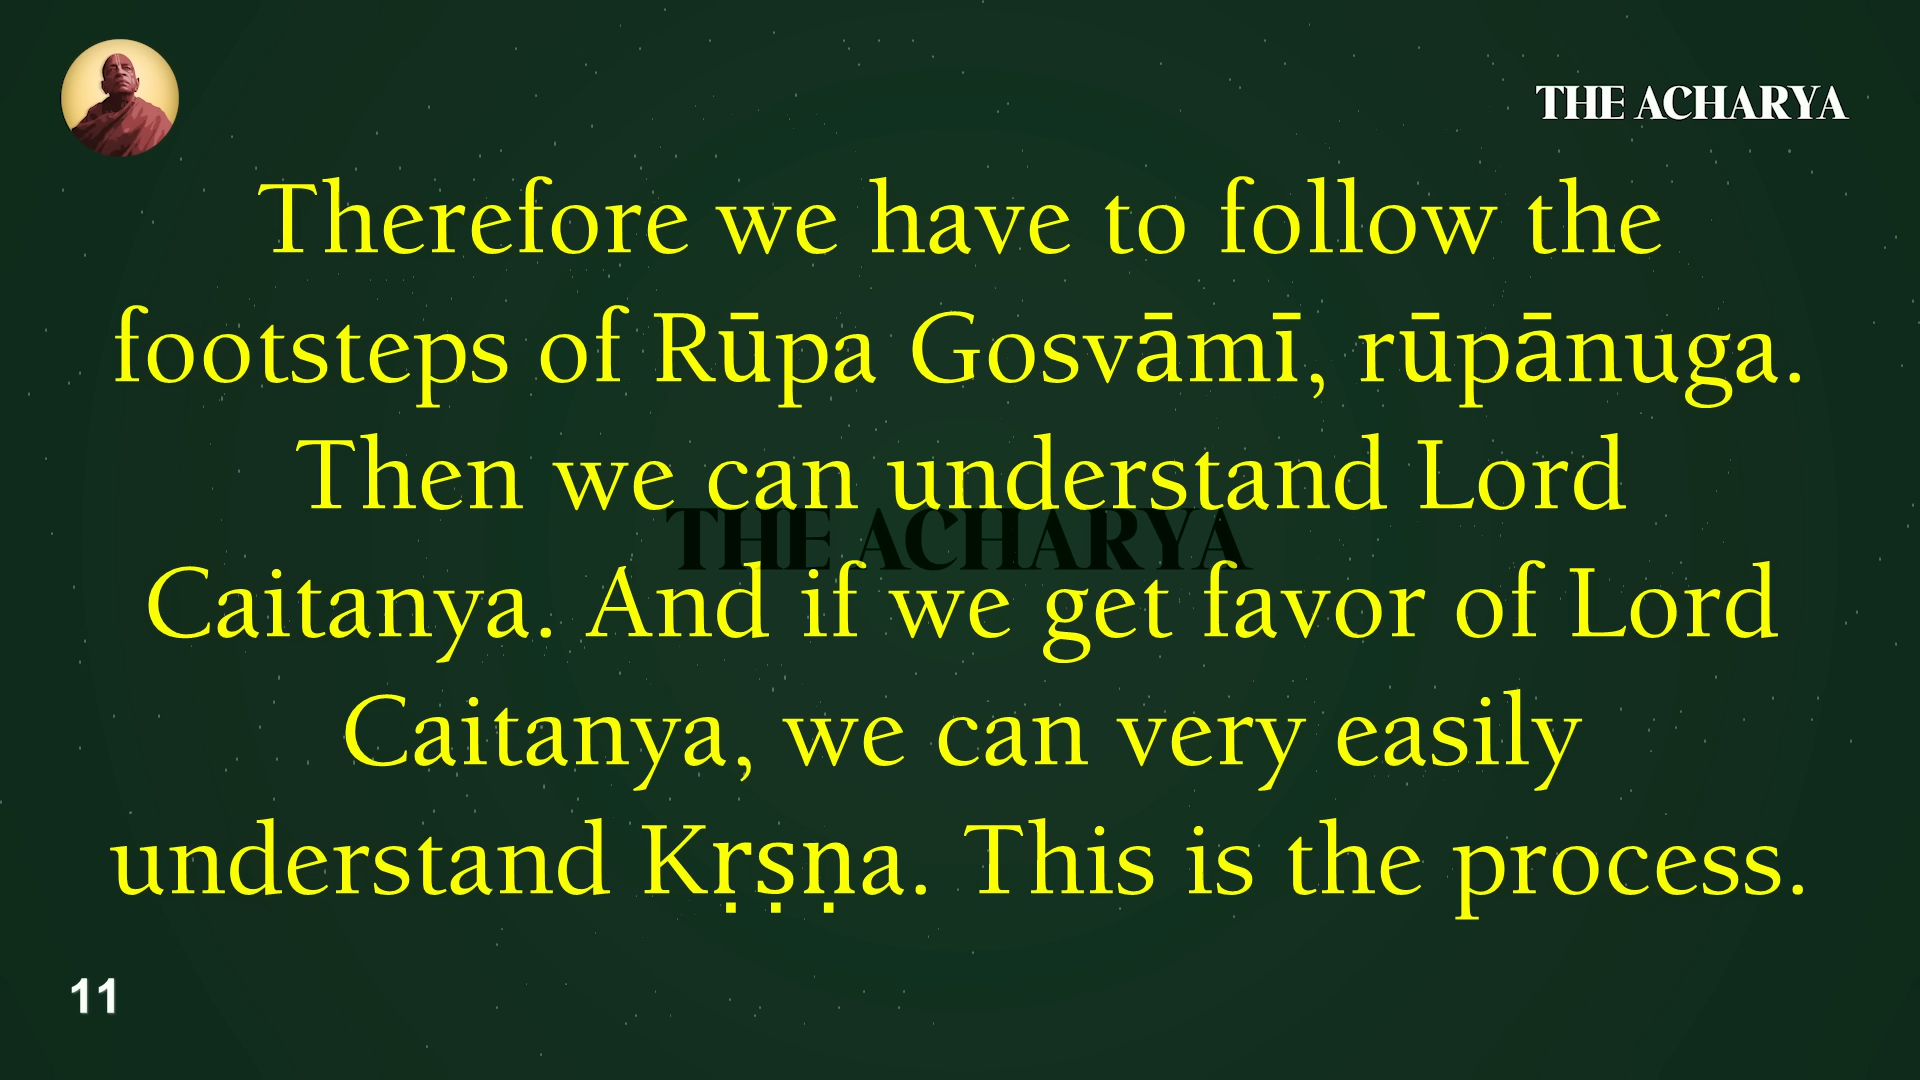 THE ACHARYA
Therefore we have to follow the
footsteps of Rūpa Gosvāmī, rūpānuga.
Then we can understand Lord
THE ACHARYA
Caitanya. And if we get favor of Lord
Caitanya, we can very easily
understand Kṛṣṇa. This is the process.
11